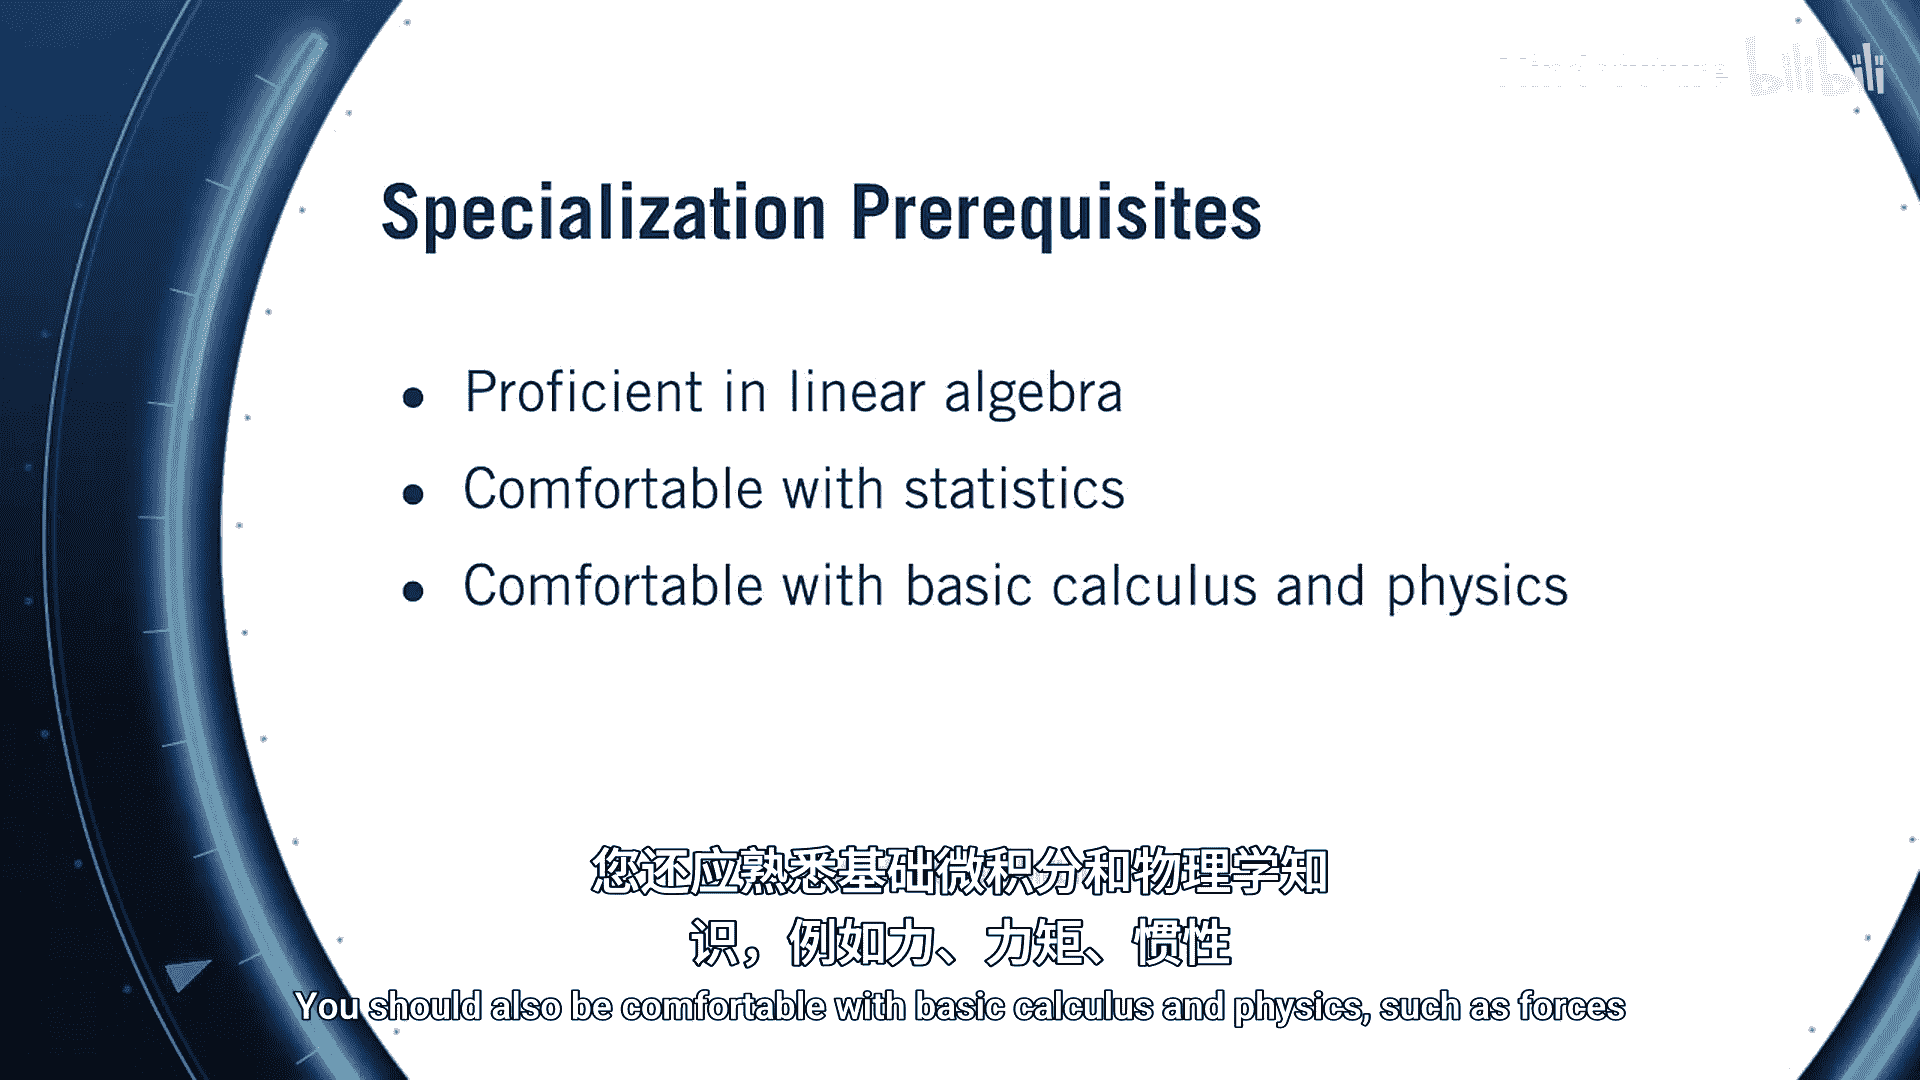 bilibili
Specialization Prerequisites
• Proficient in linear algebra
• Comfortable with statistics
• Comfortable with basic calculus and physics
您还应熟悉基础微积分和物理学知
识，例如力、力矩、惯性
You should also be comfortable with basic calculus and physics, such as forces